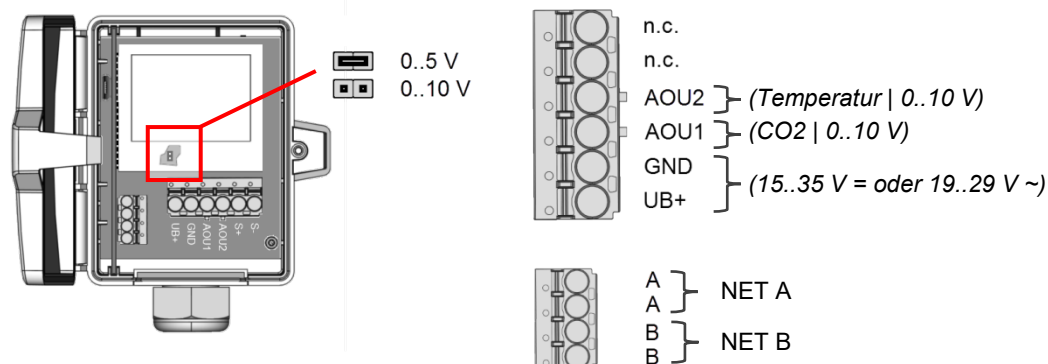 0..5 V
0..10 V
UB+
GND
AOU1
AOU2
S+
S-
n.c.
n.c.
AOU2 (Temperatur | 0..10 V)
AOU1 (CO2 | 0..10 V)
GND
UB+
(15..35 V = oder 19..29 V ~)
A
A
NET A
B
B
NET B